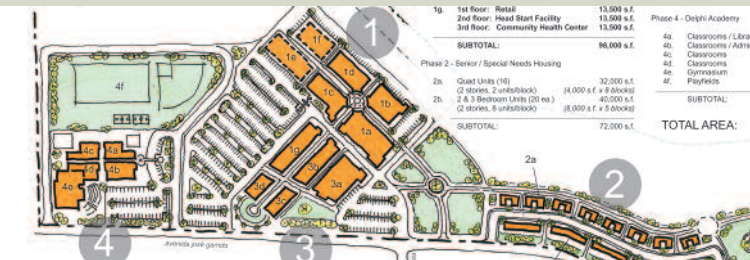 1g. 1st floor: Retail 13,500 s.f.
2nd floor: Head Start Facility 13,500 s.f.
3rd floor: Community Health Center 13,500 s.f.
SUBTOTAL: 98,000 s.f.
Phase 2 - Senior / Special Needs Housing
2a. Quad Units (16) 32,000 s.f.
(2 stories, 2 units/block) (4,000 s.f. x 8 blocks)
2b. 2 & 3 Bedroom Units (20 ea.) 40,000 s.f.
(2 stories, 8 units/block) (8,000 s.f. x 5 blocks)
SUBTOTAL: 72,000 s.f.
Phase 4 - Delphi Academy
4a. Classrooms / Libra
4b. Classrooms / Admi
4c. Classrooms
4d. Classrooms
4e. Gymnasium
4f. Playfields
SUBTOTAL:
TOTAL AREA:
1
1f
1e
1d
1c
1b
1a
4f
4c
4a
4d
4b
4e
1g
3b
3a
3d
3c
2a
2
4
avenida josé garrido
3